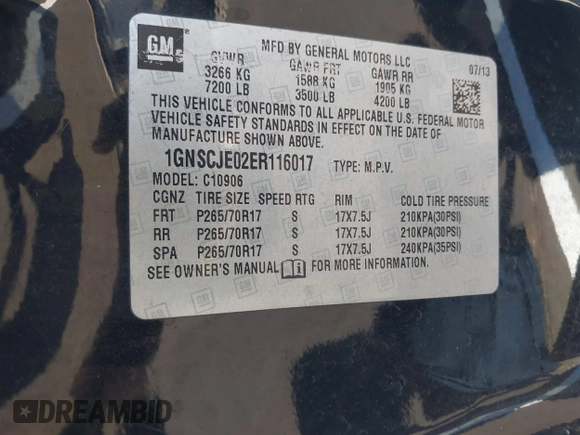 GM
MFD BY GENERAL MOTORS LLC
07/13
GVWR GAWR FRT GAWR RR
3266 KG 1588 KG 1905 KG
7200 LB 3500 LB 4200 LB
THIS VEHICLE CONFORMS TO ALL APPLICABLE U.S. FEDERAL MOTOR
VEHICLE SAFETY STANDARDS IN EFFECT ON THE DATE OF
MANUFACTURE SHOWN ABOVE.
1GNSCJE02ER116017 TYPE: M.P.V.
MODEL: C10906
CGNZ TIRE SIZE SPEED RTG RIM COLD TIRE PRESSURE
FRT P265/70R17 S 17X7.5J 210KPA(30PSI)
RR P265/70R17 S 17X7.5J 210KPA(30PSI)
SPA P265/70R17 S 17X7.5J 240KPA(35PSI)
SEE OWNER'S MANUAL FOR MORE INFORMATION.
DREAMBID